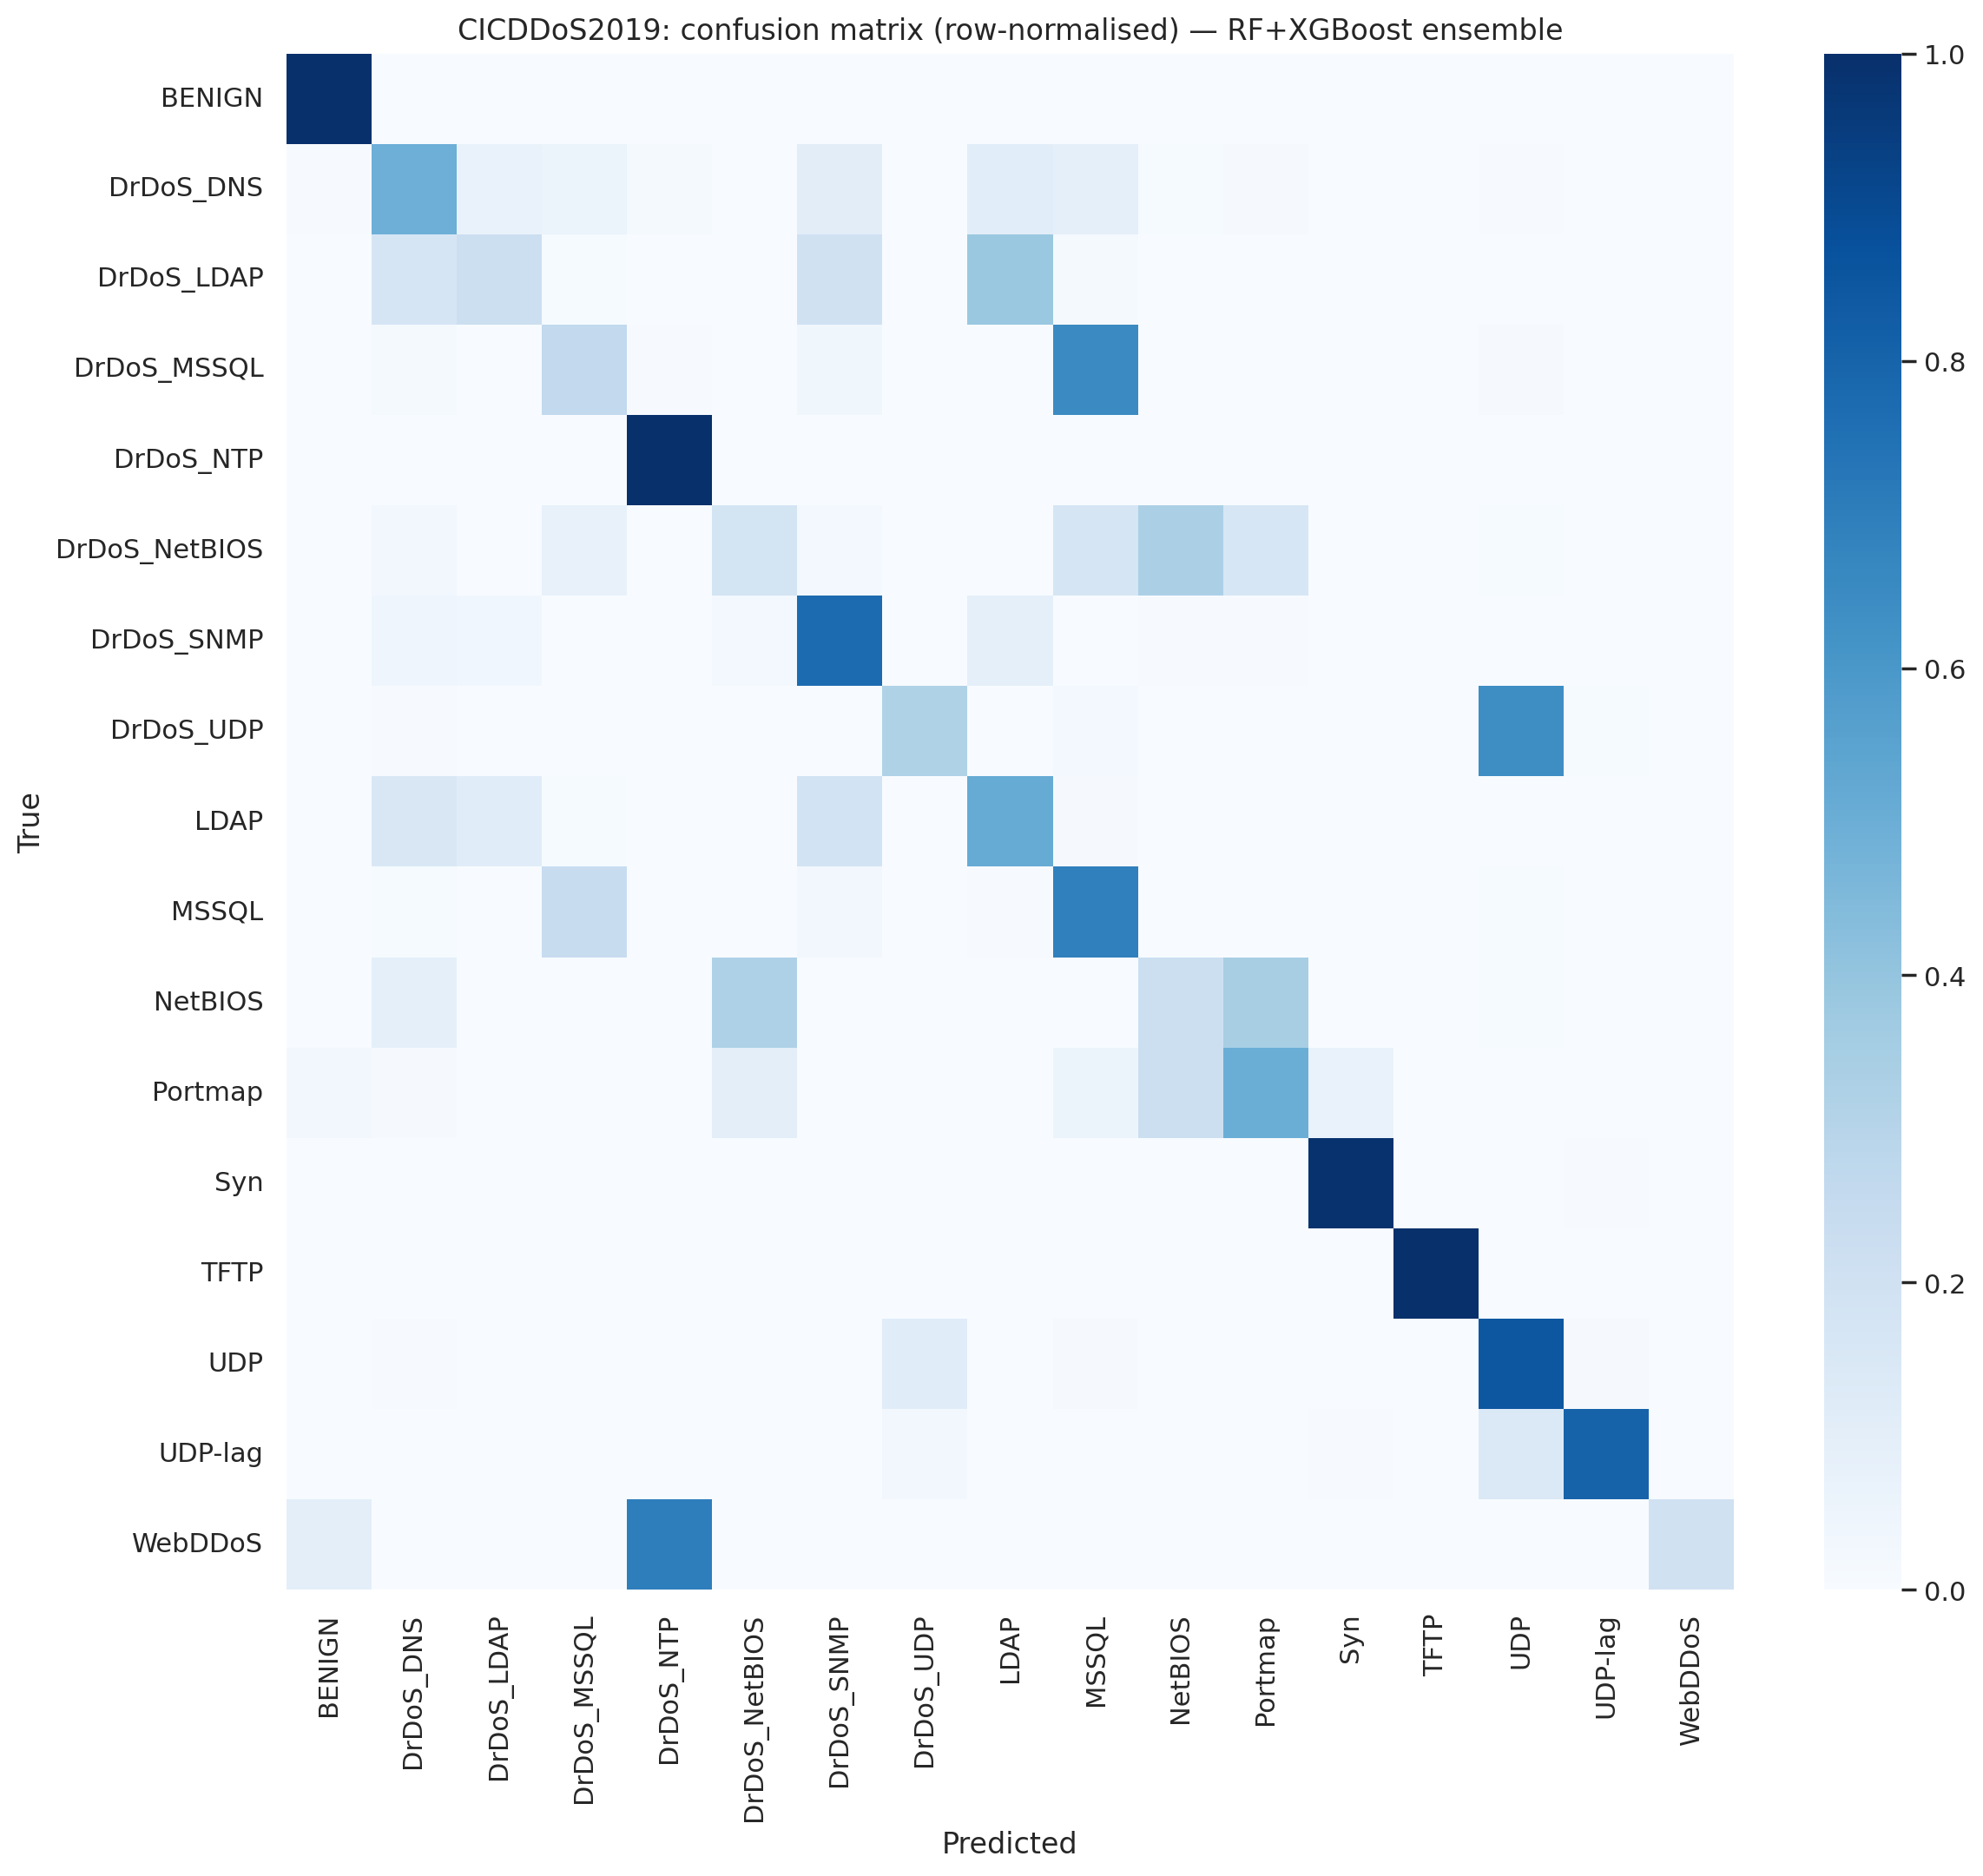 CICDDoS2019: confusion matrix (row-normalised) — RF+XGBoost ensemble
True
BENIGN
DrDoS_DNS
DrDoS_LDAP
DrDoS_MSSQL
DrDoS_NTP
DrDoS_NetBIOS
DrDoS_SNMP
DrDoS_UDP
LDAP
MSSQL
NetBIOS
Portmap
Syn
TFTP
UDP
UDP-lag
WebDDoS
BENIGN
DrDoS_DNS
DrDoS_LDAP
DrDoS_MSSQL
DrDoS_NTP
DrDoS_NetBIOS
DrDoS_SNMP
DrDoS_UDP
LDAP
MSSQL
NetBIOS
Portmap
Syn
TFTP
UDP
UDP-lag
WebDDoS
Predicted
1.0
0.8
0.6
0.4
0.2
0.0